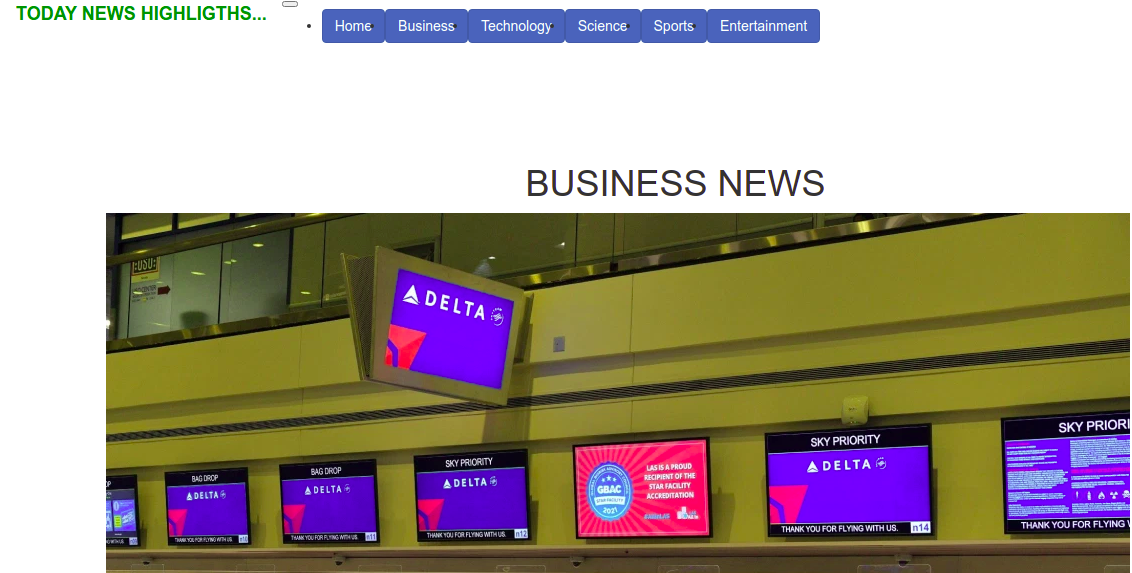 TODAY NEWS HIGHLIGTHS...
Home
Business
Technology
Science
Sports
Entertainment
BUSINESS NEWS
DELTA
BAG DROP
DELTA
THANK YOU FOR FLYING WITH US.
BAG DROP
DELTA
THANK YOU FOR FLYING WITH US.
n11
SKY PRIORITY
DELTA
THANK YOU FOR FLYING WITH US.
n12
GBAC
STAR FACILITY
2021
LAS IS A PROUD
RECIPIENT OF THE
STAR FACILITY
ACCREDITATION
SKY PRIORITY
DELTA
THANK YOU FOR FLYING WITH US.
n14
SKY PRIORI
THANK YOU FOR FLYING W